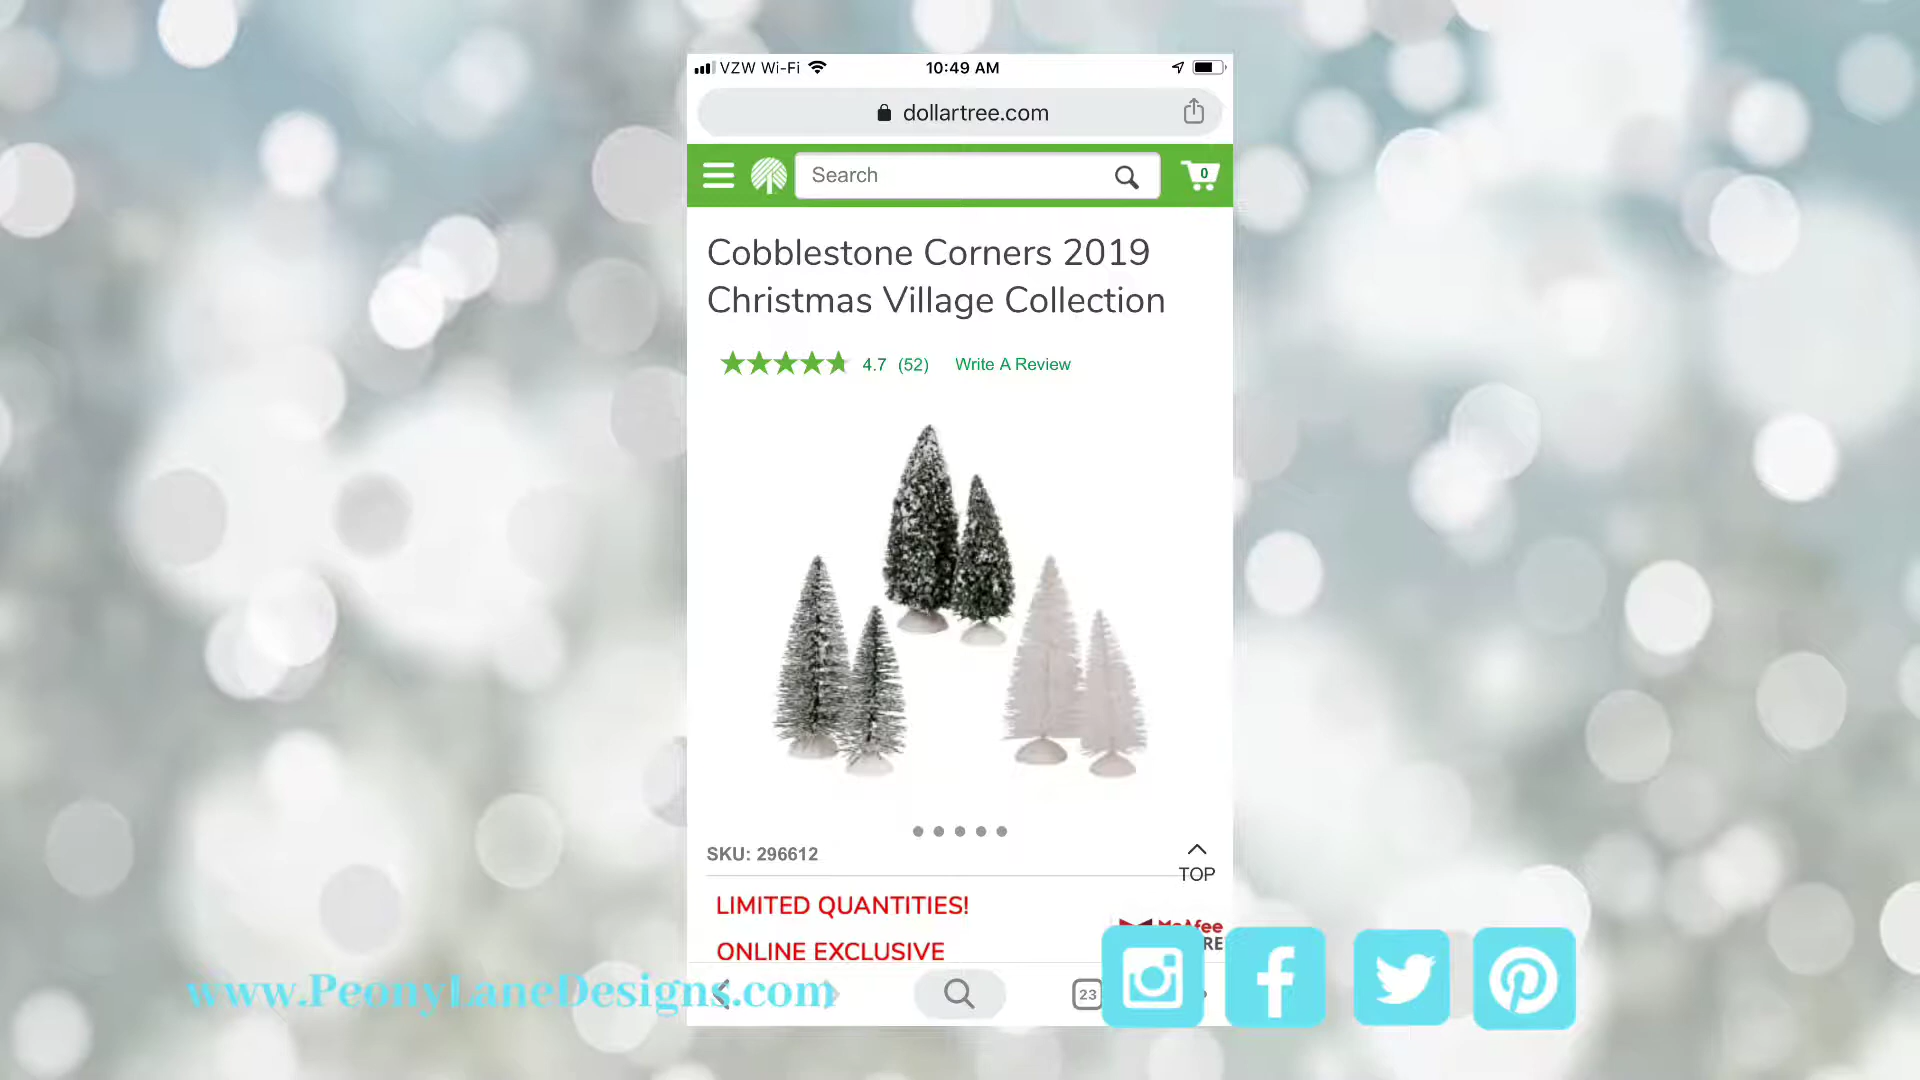 VZW Wi-Fi 10:49 AM
dollartree.com
Search 0
Cobblestone Corners 2019
Christmas Village Collection
4.7 (52) Write A Review
SKU: 296612
TOP
LIMITED QUANTITIES!
McAfee
ONLINE EXCLUSIVE
www.PeonyLaneDesigns.com
23